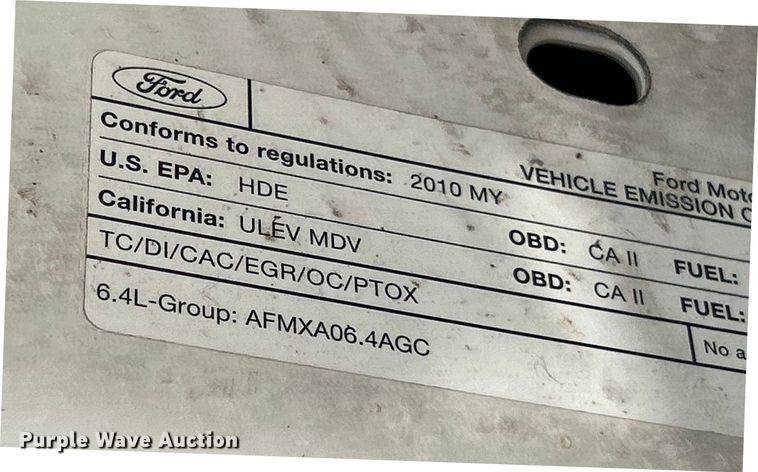 Ford
Ford Moto
VEHICLE EMISSION C
Conforms to regulations: 2010 MY
U.S. EPA: HDE OBD: CA II FUEL:
California: ULEV MDV OBD: CA II FUEL:
TC/DI/CAC/EGR/OC/PTOX
No a
6.4L-Group: AFMXA06.4AGC
Purple Wave Auction